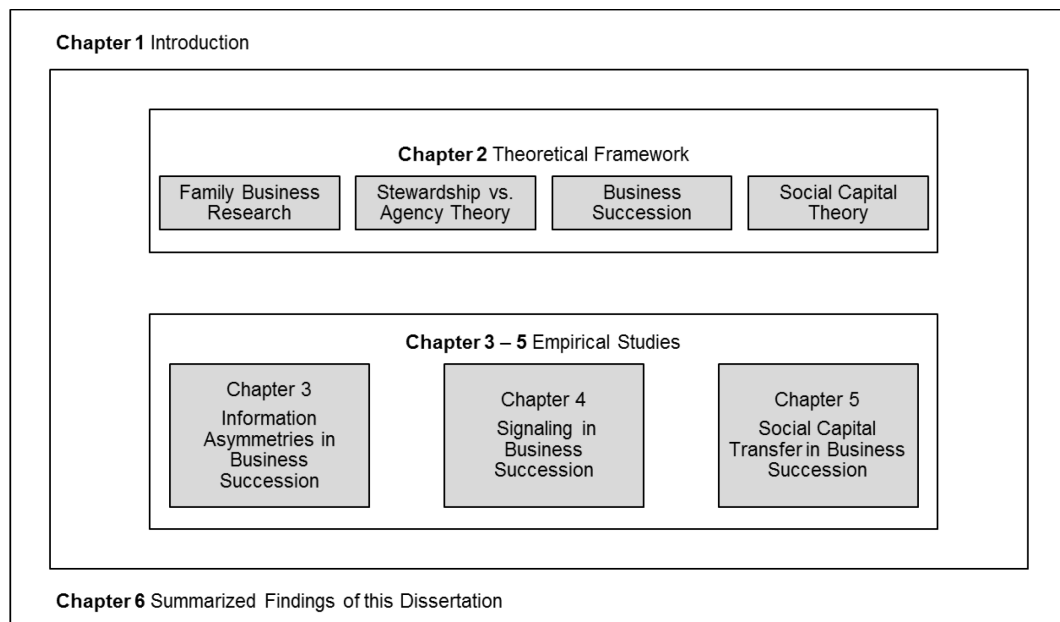 Chapter 1 Introduction
Chapter 2 Theoretical Framework
Family Business
Research
Stewardship vs.
Agency Theory
Business
Succession
Social Capital
Theory
Chapter 3 – 5 Empirical Studies
Chapter 3
Information
Asymmetries in
Business
Succession
Chapter 4
Signaling in
Business
Succession
Chapter 5
Social Capital
Transfer in Business
Succession
Chapter 6 Summarized Findings of this Dissertation